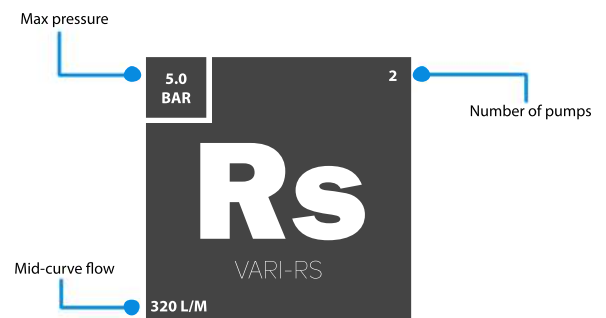 Max pressure
5.0
BAR
2
Number of pumps
Rs
VARI-RS
Mid-curve flow
320 L/M